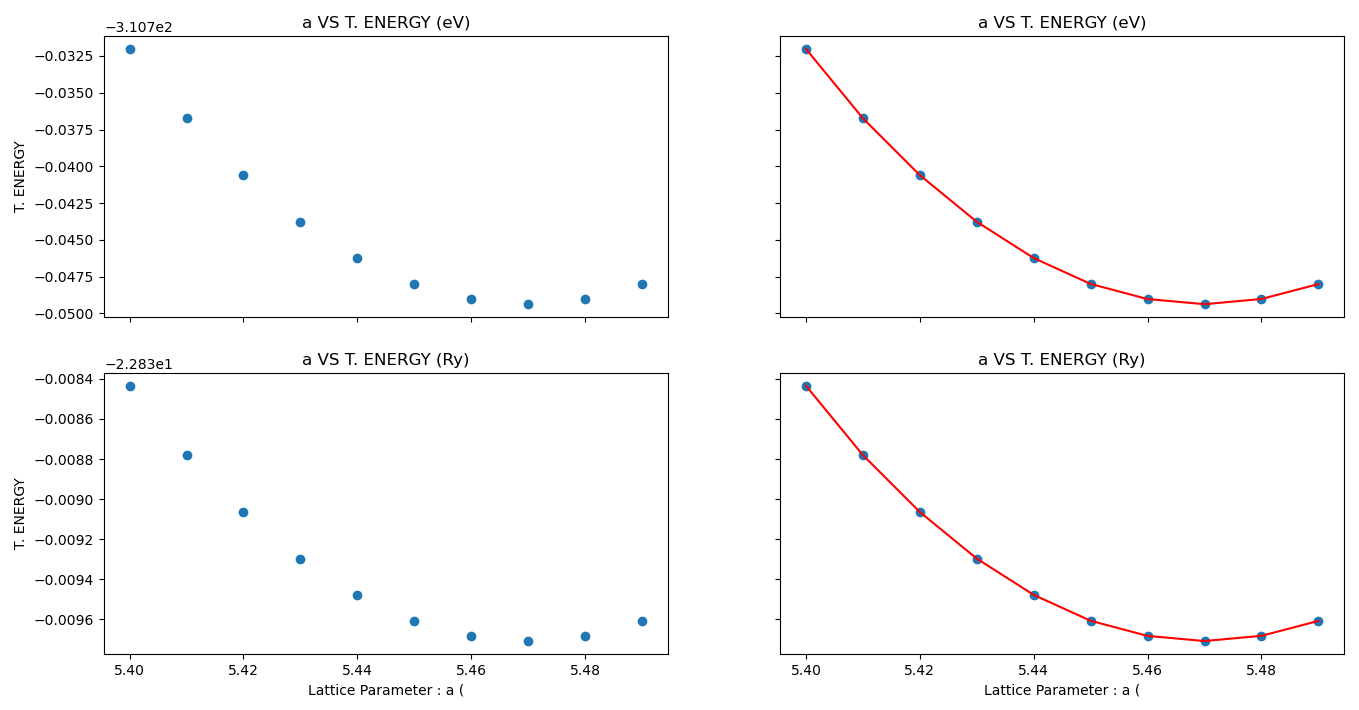 a VS T. ENERGY (eV)
−3.107e2
−0.0325
−0.0350
−0.0375
−0.0400
−0.0425
−0.0450
−0.0475
−0.0500
T. ENERGY
a VS T. ENERGY (eV)
a VS T. ENERGY (Ry)
−2.283e1
−0.0084
−0.0086
−0.0088
−0.0090
−0.0092
−0.0094
−0.0096
T. ENERGY
5.40 5.42 5.44 5.46 5.48
Lattice Parameter : a (
a VS T. ENERGY (Ry)
5.40 5.42 5.44 5.46 5.48
Lattice Parameter : a (